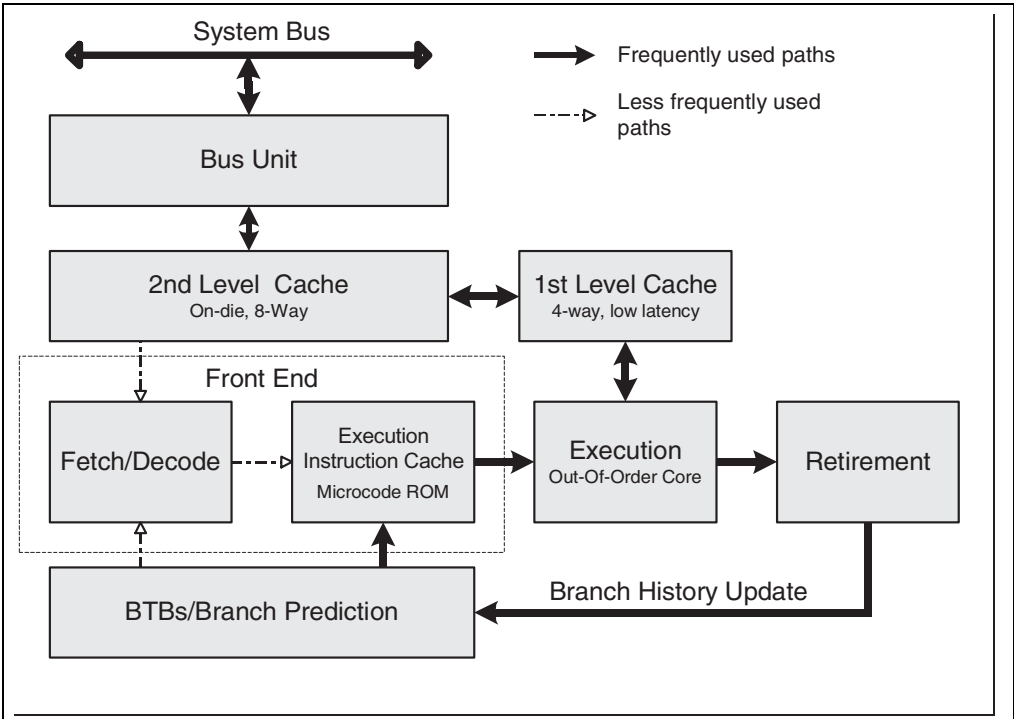 System Bus
Frequently used paths
Less frequently used
paths
Bus Unit
2nd Level Cache
On-die, 8-Way
1st Level Cache
4-way, low latency
Front End
Fetch/Decode
Execution
Instruction Cache
Microcode ROM
Execution
Out-Of-Order Core
Retirement
BTBs/Branch Prediction
Branch History Update